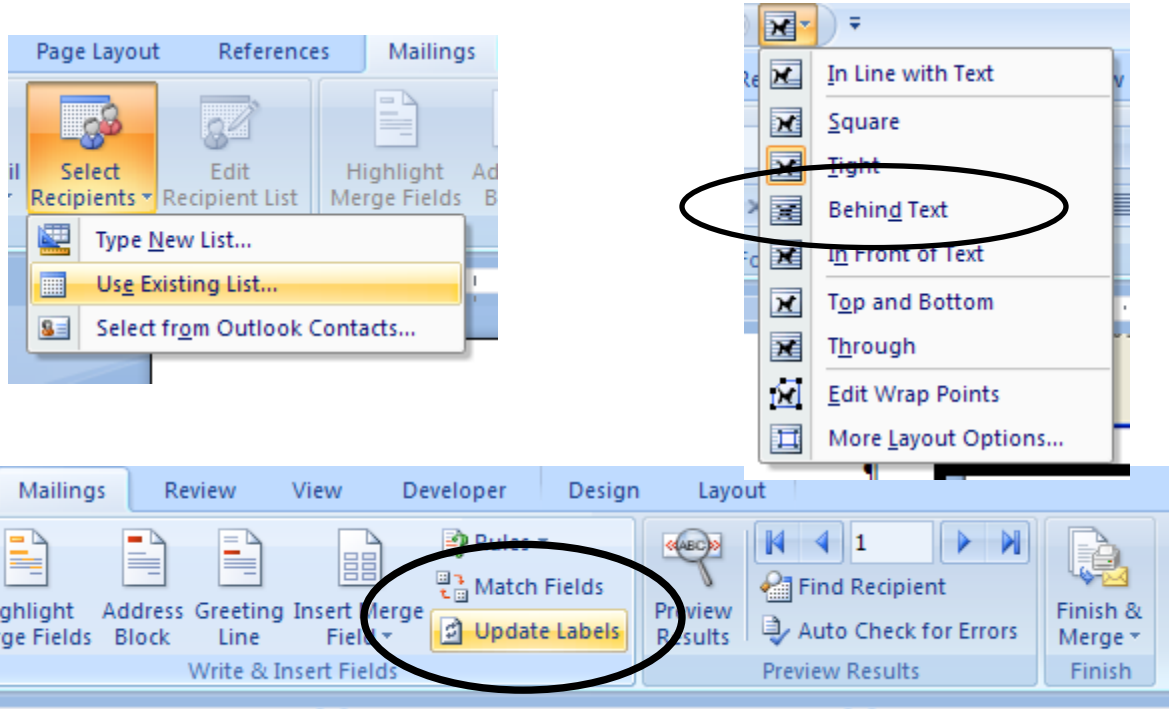 Page Layout References Mailings
Select Recipients
Edit Recipient List
Highlight Merge Fields
Type New List...
Use Existing List...
Select from Outlook Contacts...
In Line with Text
Square
Tight
Behind Text
In Front of Text
Top and Bottom
Through
Edit Wrap Points
More Layout Options...
Mailings Review View Developer Design Layout
Address Block
Greeting Line
Insert Merge Field
Rules
Match Fields
Update Labels
Write & Insert Fields
ABC
Preview Results
1
Find Recipient
Auto Check for Errors
Preview Results
Finish & Merge
Finish